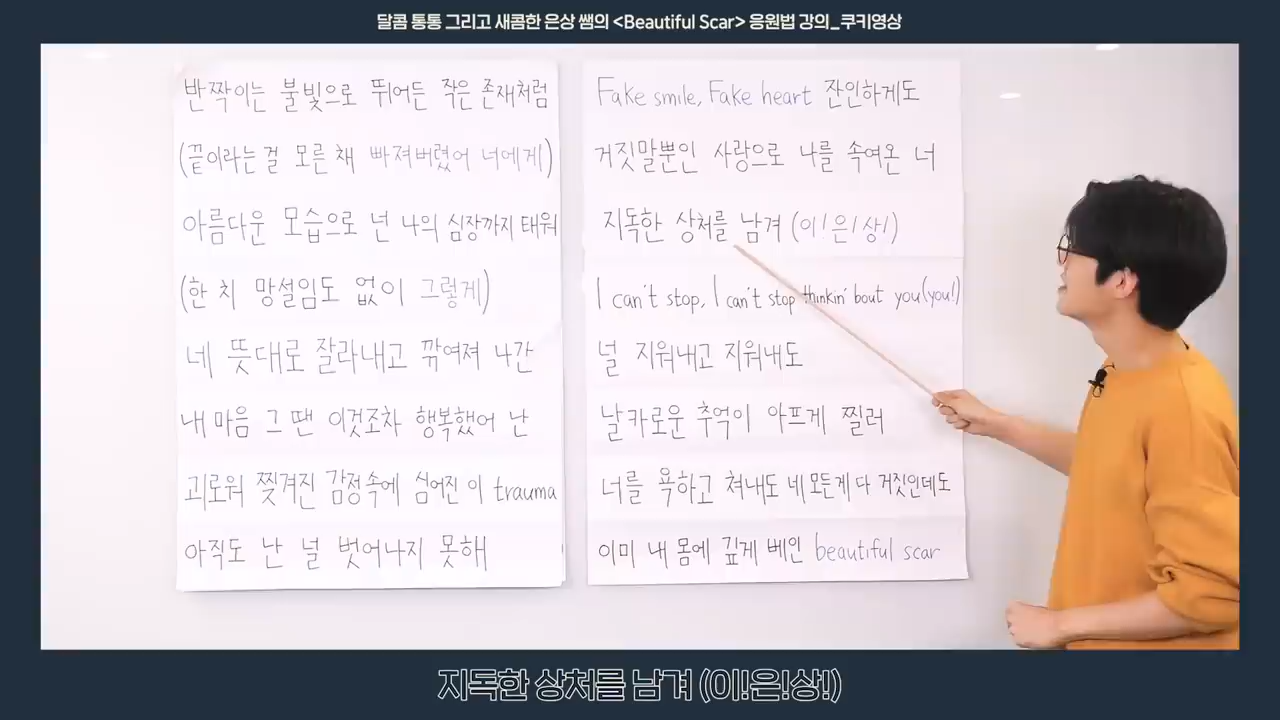 달콤 통통 그리고 새콤한 은상 쌤의 <Beautiful Scar> 응원법 강의_쿠키영상
반짝이는 불빛으로 뛰어든 작은 존재처럼
(끝이라는 걸 모른 채 빠져버렸어 너에게)
아름다운 모습으로 넌 나의 심장까지 태워
(한 치 망설임도 없이 그렇게)
네 뜻대로 잘라내고 깎여져 나간
내 마음 그 땐 이것조차 행복했어 난
괴로워 찢겨진 감정속에 심어진 이 trauma
아직도 난 널 벗어나지 못해
Fake smile, Fake heart 잔인하게도
거짓말뿐인 사랑으로 나를 속여온 너
지독한 상처를 남겨 (이!은!상!)
I can't stop, I can't stop thinkin' bout you(you!)
널 지워내고 지워내도
날카로운 추억이 아프게 찔러
너를 욕하고 쳐내도 네 모든게 다 거짓인데도
이미 내 몸에 깊게 베인 beautiful scar
지독한 상처를 남겨 (이!은!상!)